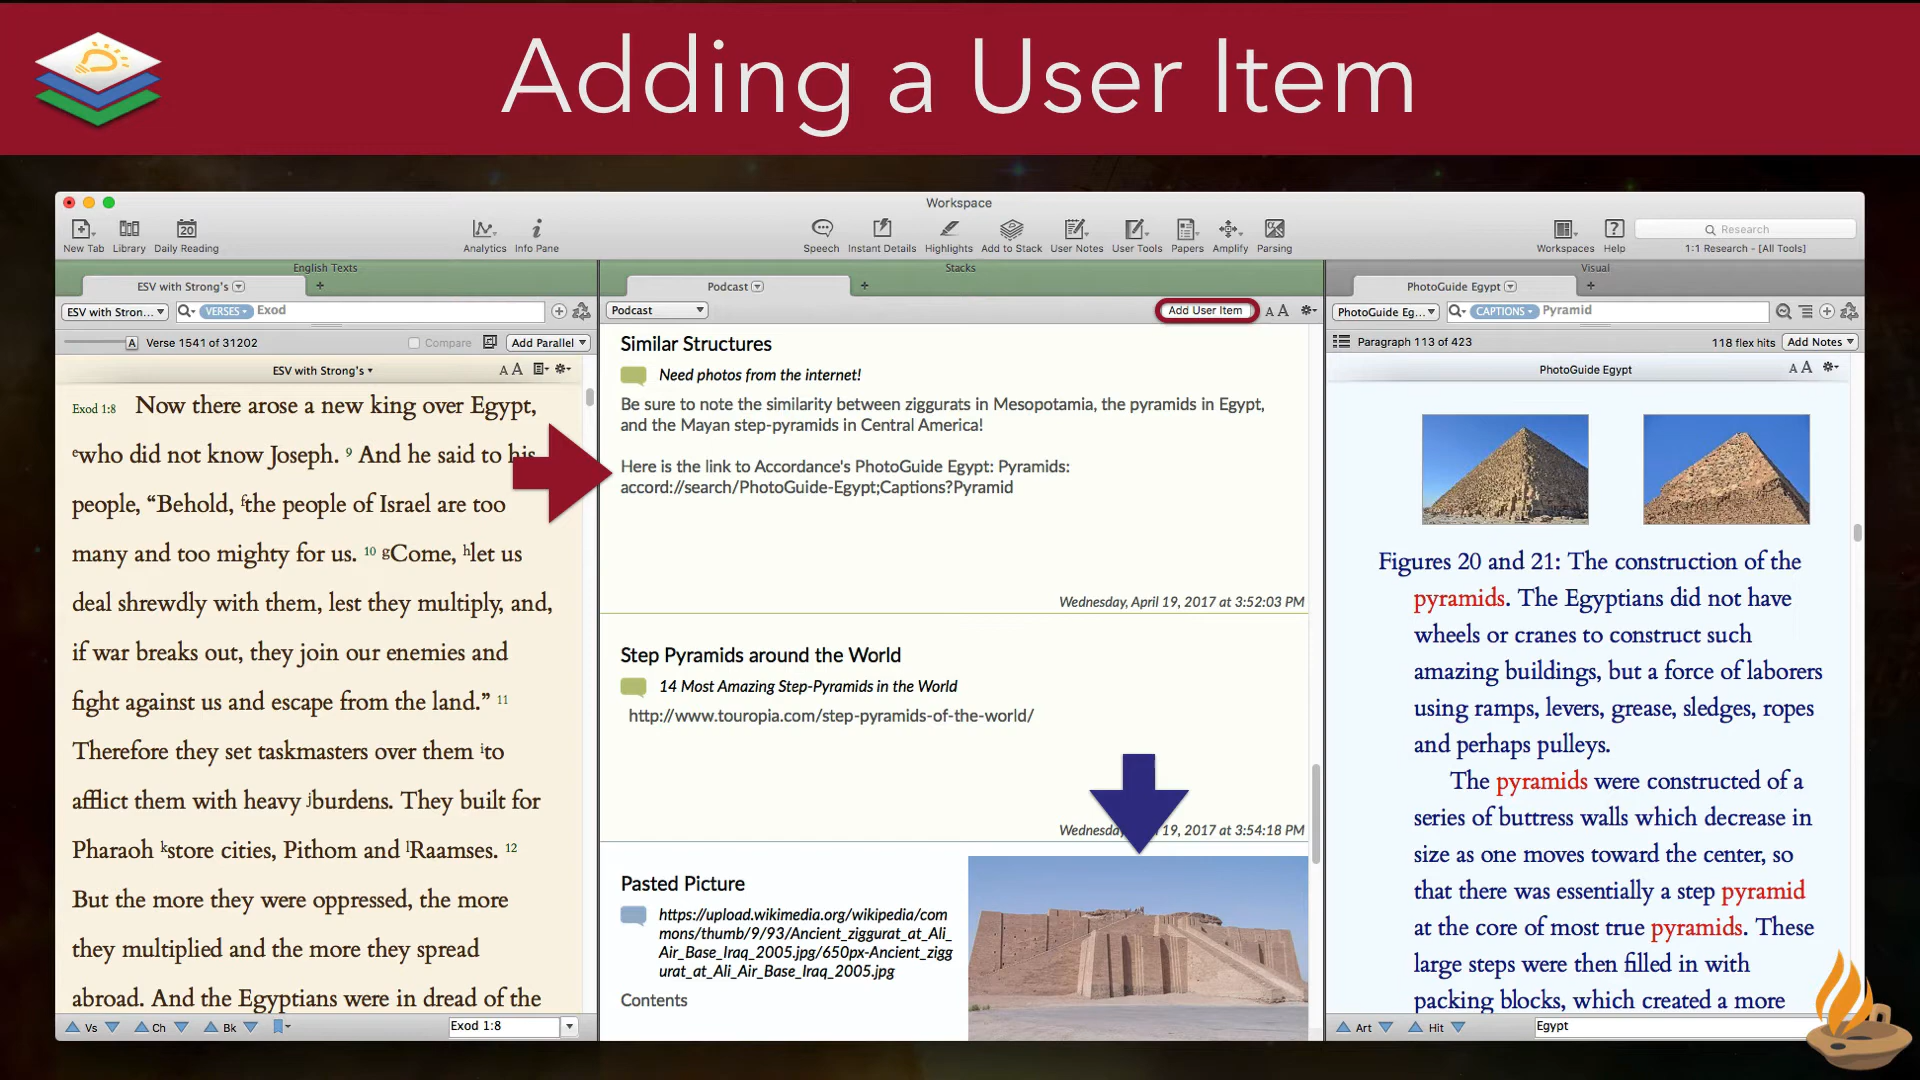 Adding a User Item
Workspace
New Tab
Library
20
Daily Reading
Analytics
Info Pane
Speech
Instant Details
Highlights
Add to Stack
User Notes
User Tools
Papers
Amplify
Parsing
Workspaces
Help
Research
1:1 Research - [All Tools]
English Texts
ESV with Strong's
+
ESV with Stron...
VERSES
Exod
A
Verse 1541 of 31202
Compare
Add Parallel
ESV with Strong's
A A
Exod 1:8 Now there arose a new king over Egypt,
e who did not know Joseph. 9 And he said to his
people, “Behold, f the people of Israel are too
many and too mighty for us. 10 g Come, h let us
deal shrewdly with them, lest they multiply, and,
if war breaks out, they join our enemies and
fight against us and escape from the land.” 11
Therefore they set taskmasters over them i to
afflict them with heavy j burdens. They built for
Pharaoh k store cities, Pithom and l Raamses. 12
But the more they were oppressed, the more
they multiplied and the more they spread
abroad. And the Egyptians were in dread of the
Vs
Ch
Bk
Exod 1:8
Stacks
Podcast
+
Podcast
Add User Item
A A
Similar Structures
Need photos from the internet!
Be sure to note the similarity between ziggurats in Mesopotamia, the pyramids in Egypt,
and the Mayan step-pyramids in Central America!
Here is the link to Accordance's PhotoGuide Egypt: Pyramids:
accord://search/PhotoGuide-Egypt;Captions?Pyramid
Wednesday, April 19, 2017 at 3:52:03 PM
Step Pyramids around the World
14 Most Amazing Step-Pyramids in the World
http://www.touropia.com/step-pyramids-of-the-world/
Wednesday 19, 2017 at 3:54:18 PM
Pasted Picture
https://upload.wikimedia.org/wikipedia/com
mons/thumb/9/93/Ancient_ziggurat_at_Ali_
Air_Base_Iraq_2005.jpg/650px-Ancient_zigg
urat_at_Ali_Air_Base_Iraq_2005.jpg
Contents
Visual
PhotoGuide Egypt
+
PhotoGuide Eg...
CAPTIONS
Pyramid
Paragraph 113 of 423
118 flex hits
Add Notes
PhotoGuide Egypt
A A
Figures 20 and 21: The construction of the
pyramids. The Egyptians did not have
wheels or cranes to construct such
amazing buildings, but a force of laborers
using ramps, levers, grease, sledges, ropes
and perhaps pulleys.
The pyramids were constructed of a
series of buttress walls which decrease in
size as one moves toward the center, so
that there was essentially a step pyramid
at the core of most true pyramids. These
large steps were then filled in with
packing blocks, which created a more
Art
Hit
Egypt